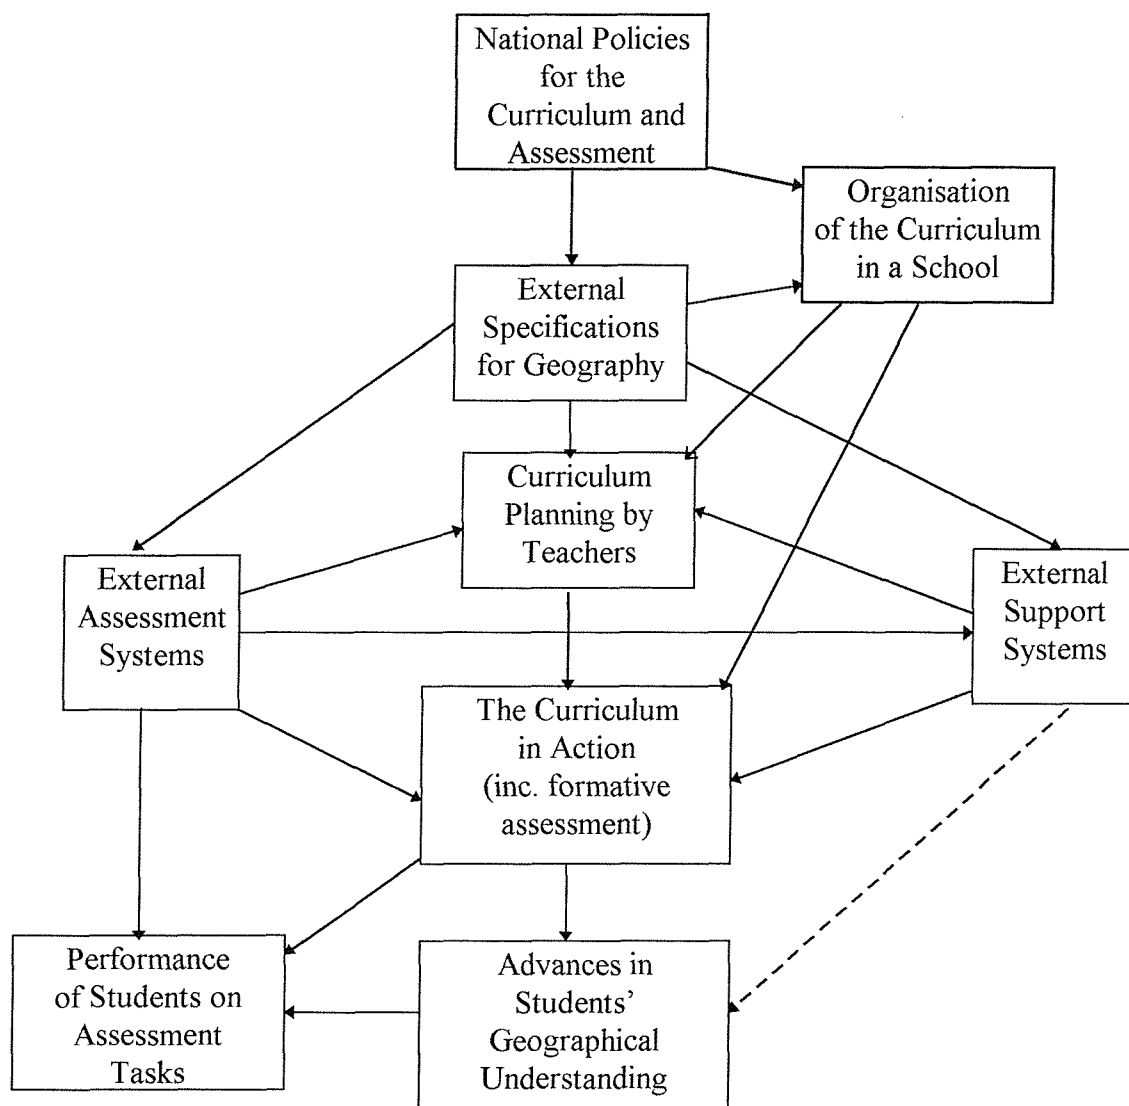 National Policies
for the
Curriculum and
Assessment
Organisation
of the Curriculum
in a School
External
Specifications
for Geography
Curriculum
Planning by
Teachers
External
Assessment
Systems
External
Support
Systems
The Curriculum
in Action
(inc. formative
assessment)
Performance
of Students on
Assessment
Tasks
Advances in
Students’
Geographical
Understanding